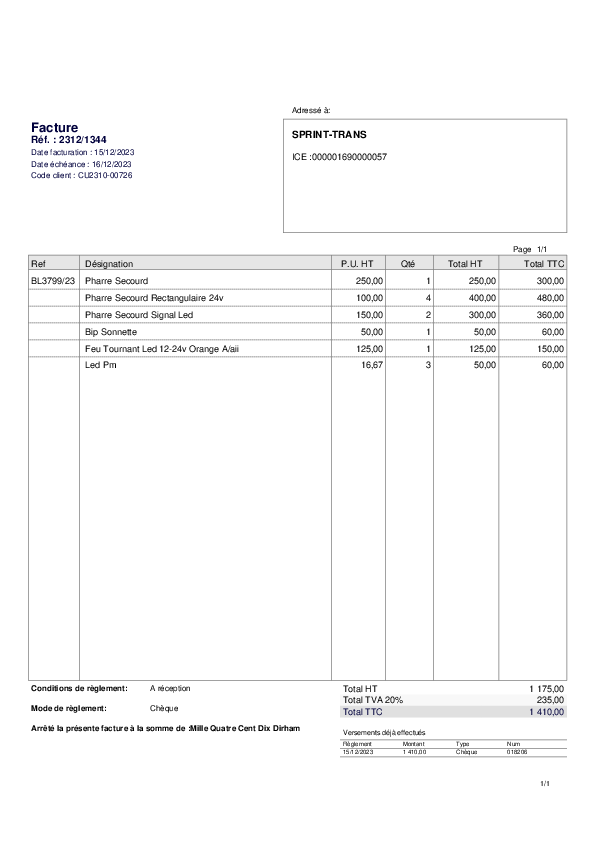 Adressé à:
Facture
Réf. : 2312/1344
Date facturation : 15/12/2023
Date échéance : 16/12/2023
Code client : CU2310-00726
SPRINT-TRANS
ICE :000001690000057
Page 1/1
Ref Désignation P.U. HT Qté Total HT Total TTC
BL3799/23 Pharre Secourd 250,00 1 250,00 300,00
Pharre Secourd Rectangulaire 24v 100,00 4 400,00 480,00
Pharre Secourd Signal Led 150,00 2 300,00 360,00
Bip Sonnette 50,00 1 50,00 60,00
Feu Tournant Led 12-24v Orange A/aii 125,00 1 125,00 150,00
Led Pm 16,67 3 50,00 60,00
Conditions de règlement: A réception
Mode de règlement: Chèque
Arrêté la présente facture à la somme de :Mille Quatre Cent Dix Dirham
Total HT 1 175,00
Total TVA 20% 235,00
Total TTC 1 410,00
Versements déjà effectués
Règlement Montant Type Num
15/12/2023 1 410,00 Chèque 018206
1/1